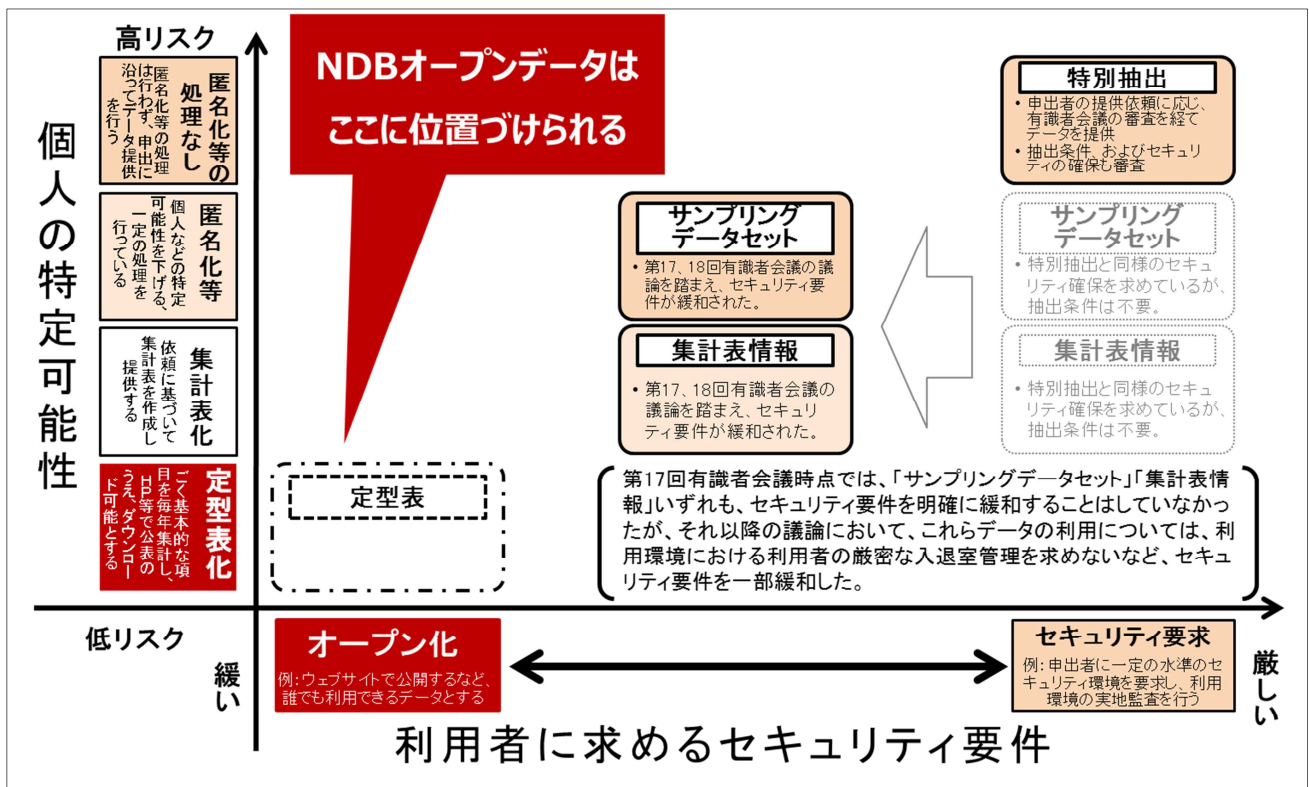 高リスク
個人の特定可能性
匿名化等の
処理なし
匿名化等の処理
は行わず、申出に
沿ってデータ提供
を行う
匿名化等
個人などの特定
可能性を下げる、
一定の処理を
行っている
集計表化
依頼に基づいて
集計表を作成し
提供する
定型表化
ごく基本的な項
目を毎年集計し、
HP等で公表の
うえ、ダウンロー
ド可能とする
NDBオープンデータは
ここに位置づけられる
定型表
サンプリング
データセット
• 第17、18回有識者会議の議
論を踏まえ、セキュリティ要
件が緩和された。
集計表情報
• 第17、18回有識者会議の
議論を踏まえ、セキュリ
ティ要件が緩和された。
特別抽出
• 申出者の提供依頼に応じ、
有識者会議の審査を経て
データを提供
• 抽出条件、およびセキュリ
ティの確保も審査
サンプリング
データセット
• 特別抽出と同様のセキュ
リティ確保を求めているが、
抽出条件は不要。
集計表情報
• 特別抽出と同様のセキュ
リティ確保を求めているが、
抽出条件は不要。
第17回有識者会議時点では、「サンプリングデータセット」「集計表情
報」いずれも、セキュリティ要件を明確に緩和することはしていなかっ
たが、それ以降の議論において、これらデータの利用については、利
用環境における利用者の厳密な入退室管理を求めないなど、セキュ
リティ要件を一部緩和した。
低リスク
緩い
オープン化
例:ウェブサイトで公開するなど、
誰でも利用できるデータとする
セキュリティ要求
例:申出者に一定の水準のセ
キュリティ環境を要求し、利用
環境の実地監査を行う
厳しい
利用者に求めるセキュリティ要件